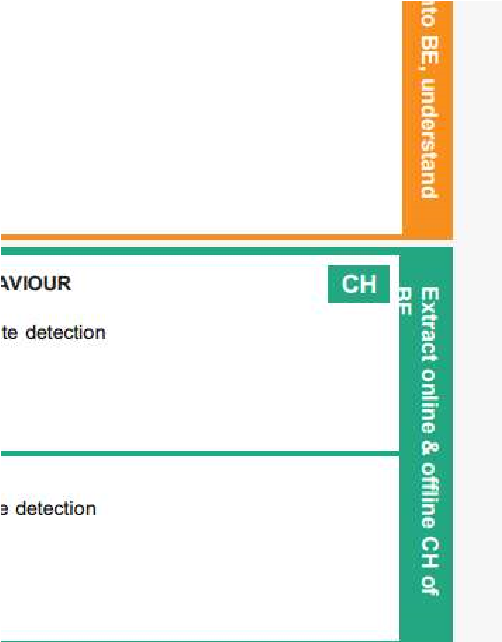 to BE, understand
AVIOUR
CH
te detection
e detection
Extract online & offline CH of
BE